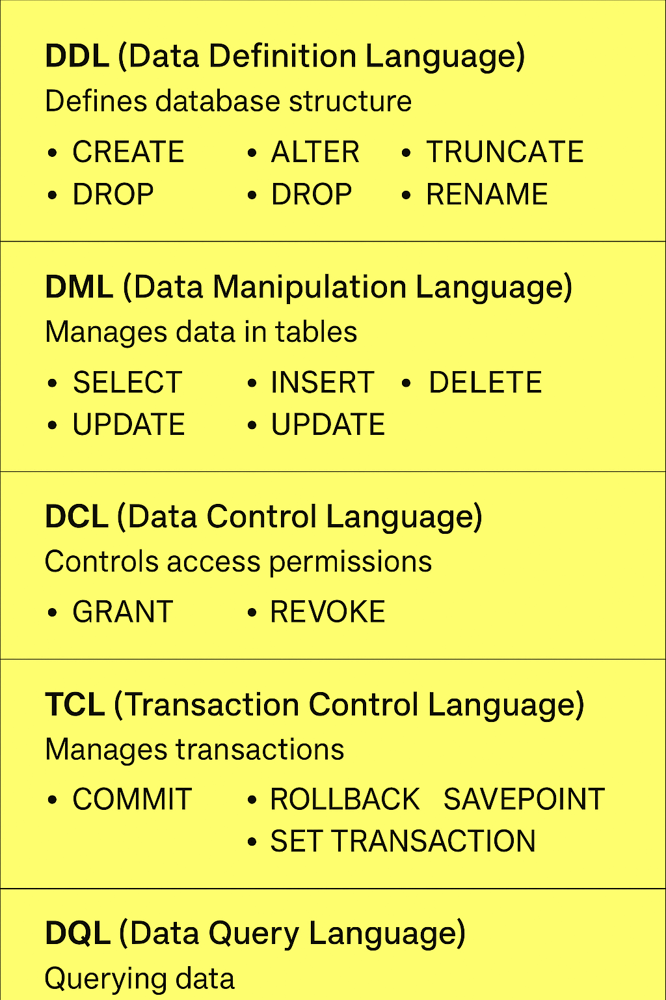 DDL (Data Definition Language)
Defines database structure
• CREATE • ALTER • TRUNCATE
• DROP • DROP • RENAME
DML (Data Manipulation Language)
Manages data in tables
• SELECT • INSERT • DELETE
• UPDATE • UPDATE
DCL (Data Control Language)
Controls access permissions
• GRANT • REVOKE
TCL (Transaction Control Language)
Manages transactions
• COMMIT • ROLLBACK SAVEPOINT
• SET TRANSACTION
DQL (Data Query Language)
Querying data